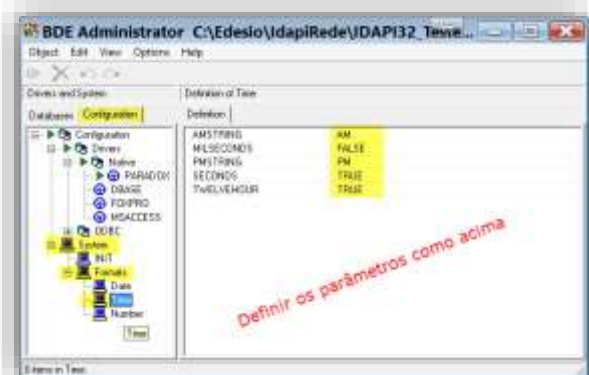 BDE Administrator C:\Edesio\IdapiRede\IDAPI32_Teste...
Object Edit View Options Help
Drivers and System
Definition of Time
Databases Configuration
Definition
Configuration
Drivers
Native
PARADOX
DBASE
FOXPRO
MSACCESS
ODBC
System
INIT
Formats
Date
Time
Number
Time
AMSTRING AM
MILSECONDS FALSE
PMSTRING PM
SECONDS TRUE
TWELVEHOUR TRUE
Definir os parâmetros como acima
items in Time.